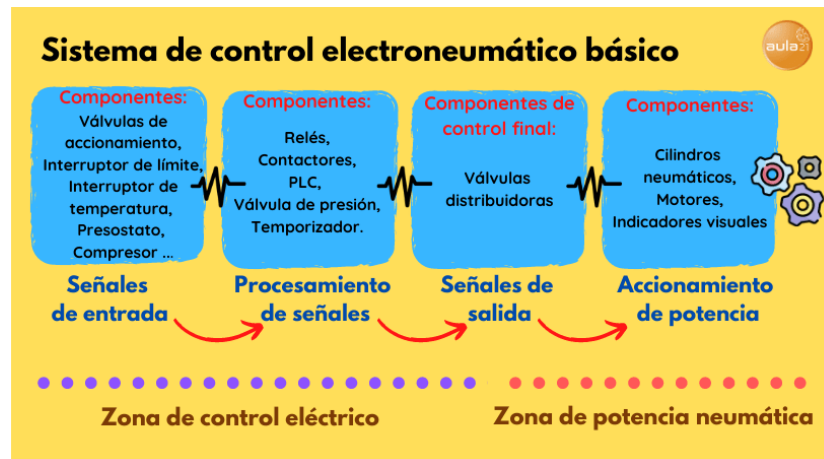 Sistema de control electroneumático básico
aula21
Componentes:
Válvulas de
accionamiento,
Interruptor de límite,
Interruptor de
temperatura,
Presostato,
Compresor ...
Componentes:
Relés,
Contactores,
PLC,
Válvula de presión,
Temporizador.
Componentes de
control final:
Válvulas
distribuidoras
Componentes:
Cilindros
neumáticos,
Motores,
Indicadores visuales
Señales
de entrada
Procesamiento
de señales
Señales de
salida
Accionamiento
de potencia
Zona de control eléctrico
Zona de potencia neumática